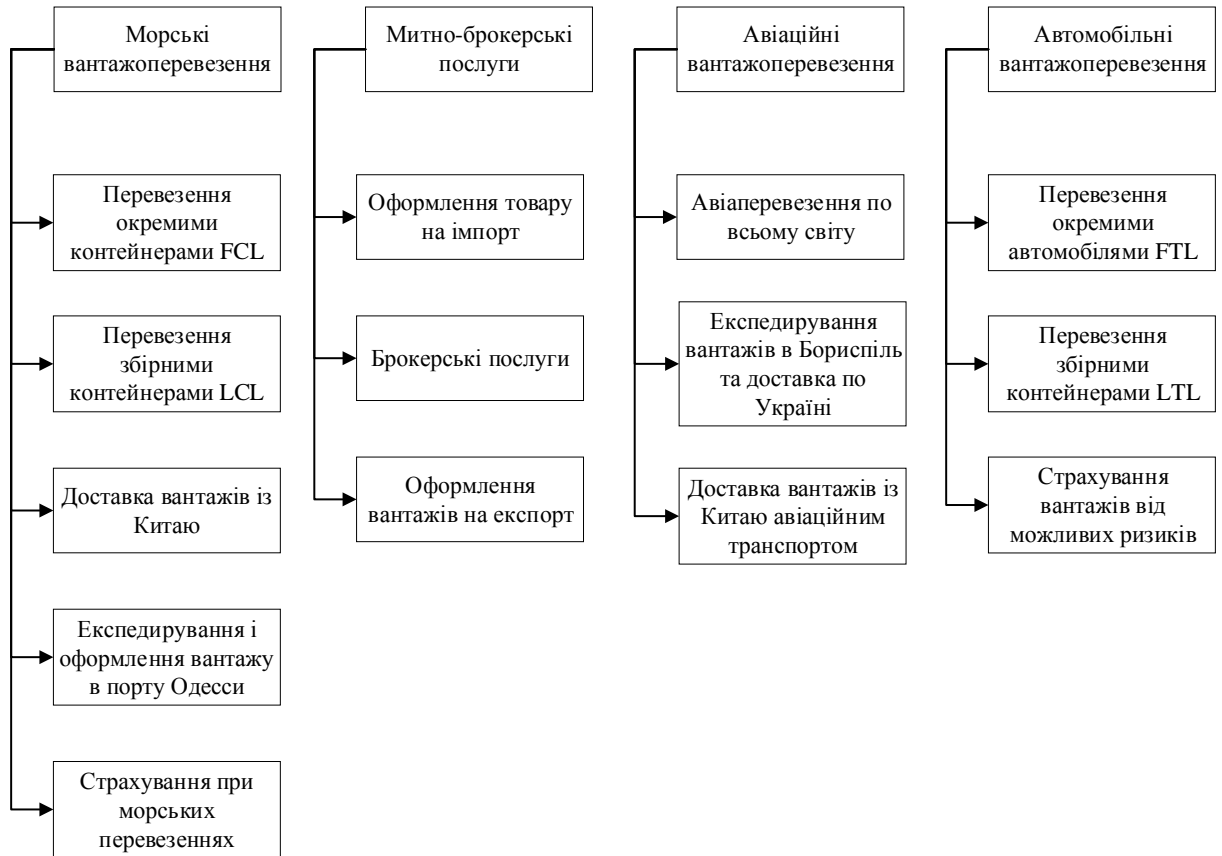 Морські
вантажоперевезення
Перевезення
окремими
контейнерами FCL
Перевезення
збірними
контейнерами LCL
Доставка вантажів із
Китаю
Експедирування і
оформлення вантажу
в порту Одесси
Страхування при
морських
перевезеннях
Митно-брокерські
послуги
Оформлення товару
на імпорт
Брокерські послуги
Оформлення
вантажів на експорт
Авіаційні
вантажоперевезення
Авіаперевезення по
всьому світу
Експедирування
вантажів в Бориспіль
та доставка по
Україні
Доставка вантажів із
Китаю авіаційним
транспортом
Автомобільні
вантажоперевезення
Перевезення
окремими
автомобілями FTL
Перевезення
збірними
контейнерами LTL
Страхування
вантажів від
можливих ризиків